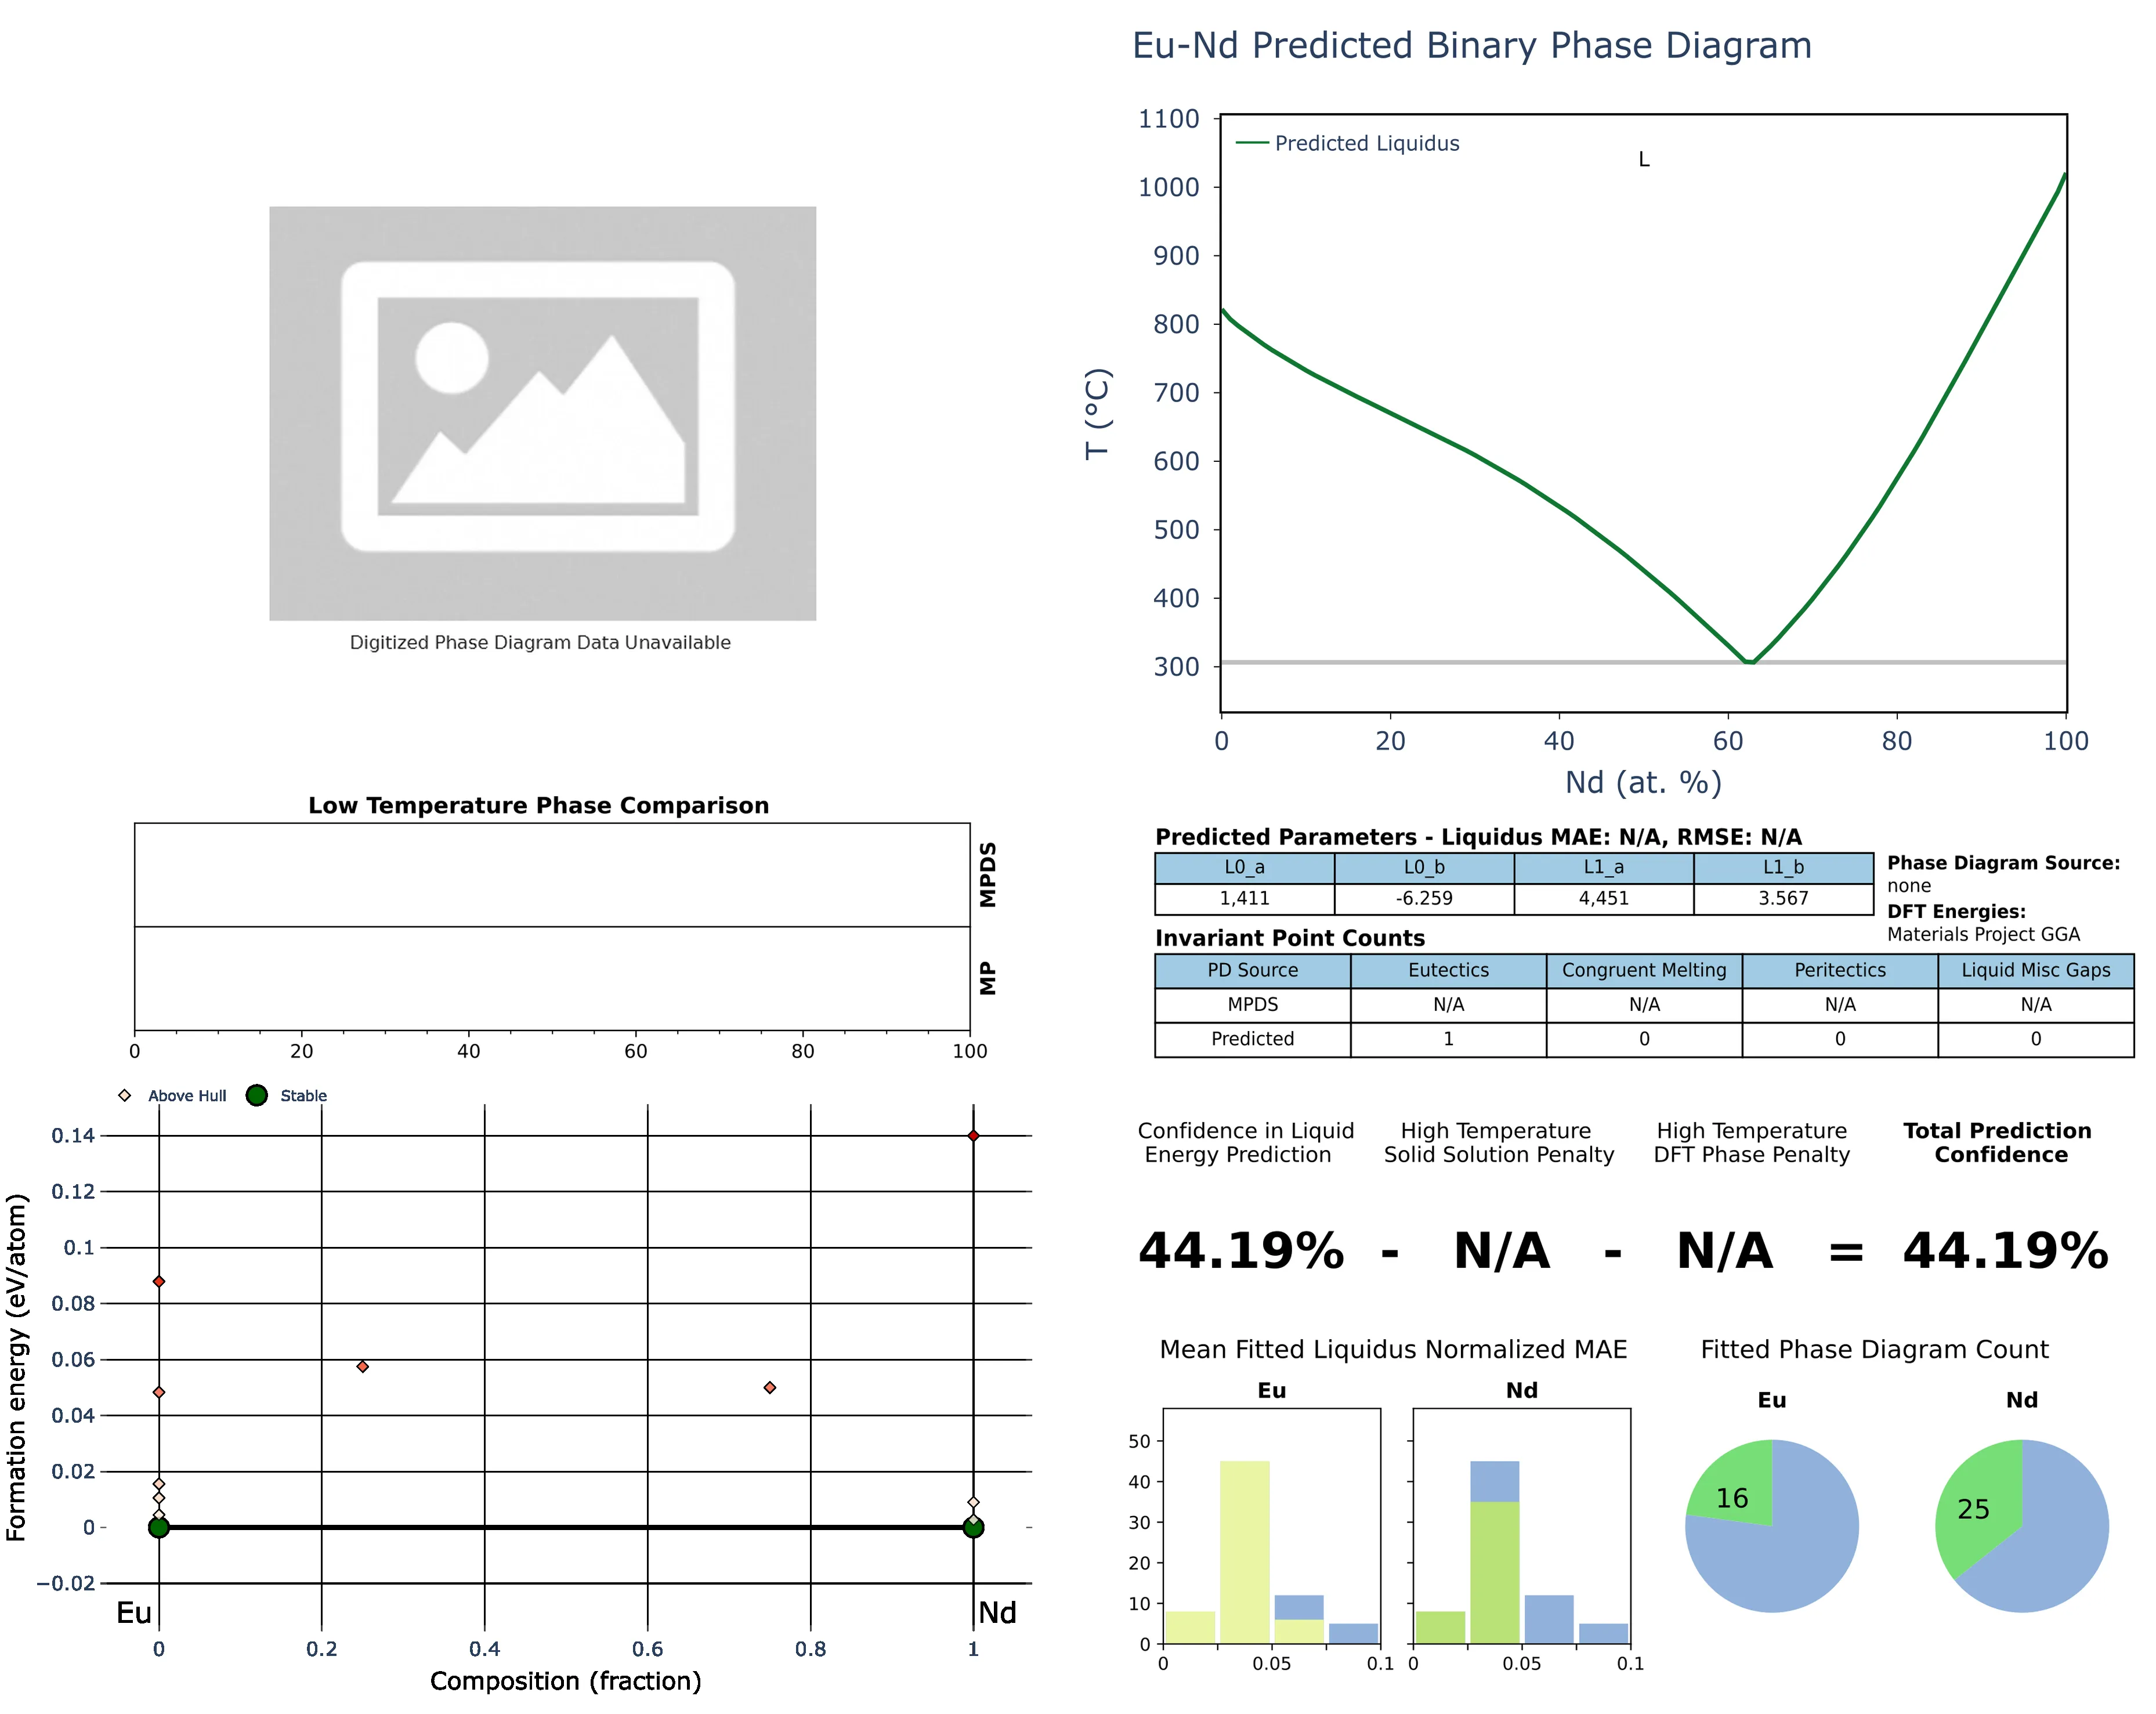 Eu-Nd Predicted Binary Phase Diagram
1100
1000
900
800
700
600
500
400
300
T (°C)
Predicted Liquidus
L
0 20 40 60 80 100
Nd (at. %)
Digitized Phase Diagram Data Unavailable
Low Temperature Phase Comparison
MPDS
MP
0 20 40 60 80 100
Predicted Parameters - Liquidus MAE: N/A, RMSE: N/A
L0_a L0_b L1_a L1_b
1,411 -6.259 4,451 3.567
Phase Diagram Source:
none
DFT Energies:
Materials Project GGA
Invariant Point Counts
PD Source Eutectics Congruent Melting Peritectics Liquid Misc Gaps
MPDS N/A N/A N/A N/A
Predicted 1 0 0 0
Above Hull Stable
0.14
0.12
0.1
0.08
0.06
0.04
0.02
0
−0.02
Formation energy (eV/atom)
Eu Nd
0 0.2 0.4 0.6 0.8 1
Composition (fraction)
Confidence in Liquid
Energy Prediction
High Temperature
Solid Solution Penalty
High Temperature
DFT Phase Penalty
Total Prediction
Confidence
44.19% - N/A - N/A = 44.19%
Mean Fitted Liquidus Normalized MAE
Eu Nd
50
40
30
20
10
0
0 0.05 0.1 0 0.05 0.1
Fitted Phase Diagram Count
Eu Nd
16 25